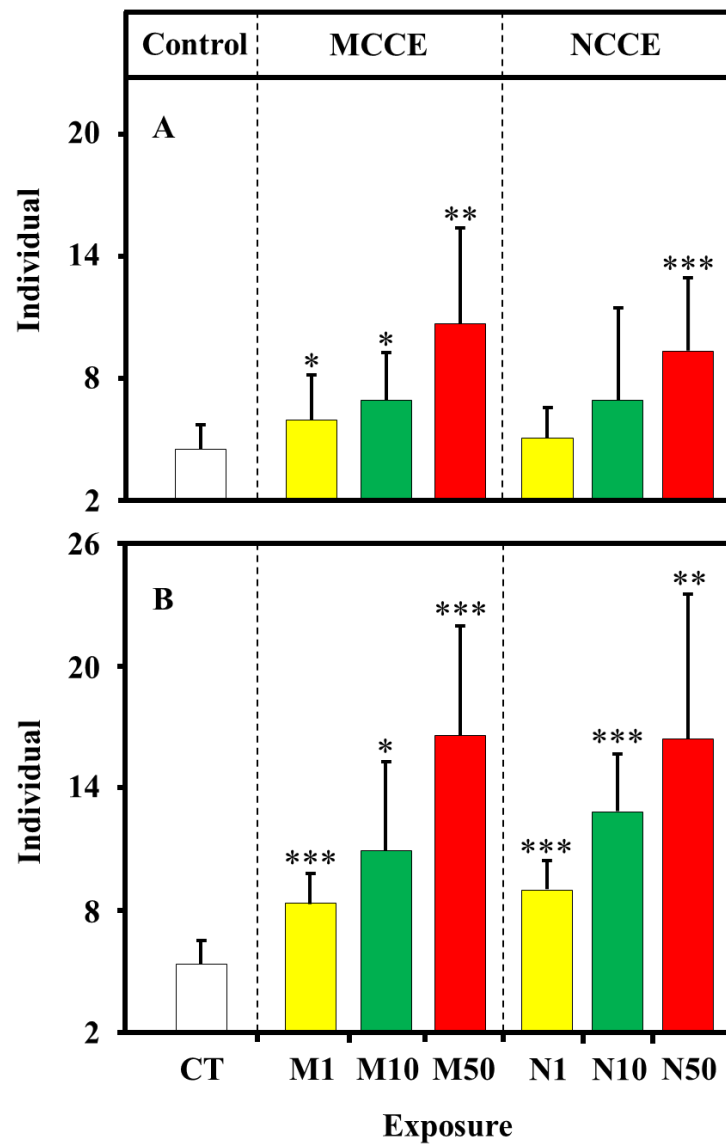 Control MCCE NCCE
A
20
14
8
2
Individual
* * ** ***
B
26
20
14
8
2
Individual
*** * *** *** *** **
CT M1 M10 M50 N1 N10 N50
Exposure